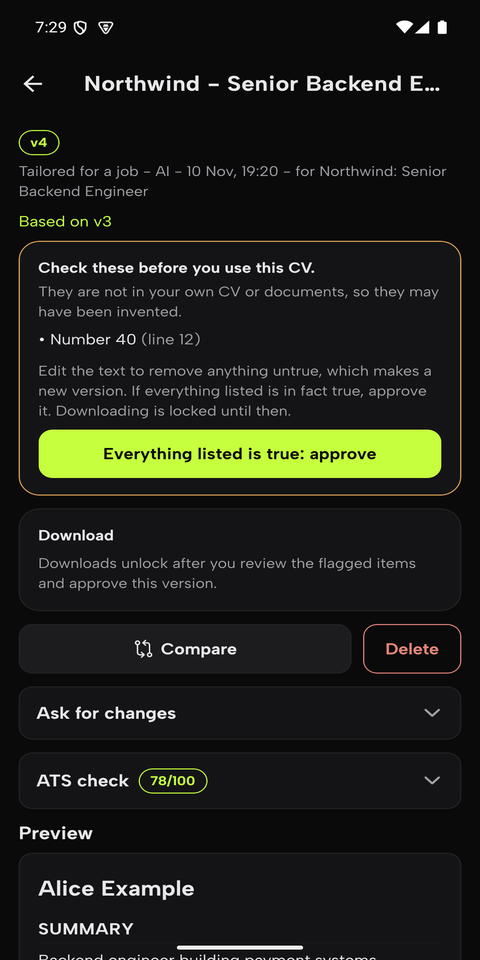 7:29
Northwind – Senior Backend E...
v4
Tailored for a job – AI – 10 Nov, 19:20 – for Northwind: Senior
Backend Engineer
Based on v3
Check these before you use this CV.
They are not in your own CV or documents, so they may
have been invented.
• Number 40 (line 12)
Edit the text to remove anything untrue, which makes a
new version. If everything listed is in fact true, approve
it. Downloading is locked until then.
Everything listed is true: approve
Download
Downloads unlock after you review the flagged items
and approve this version.
Compare
Delete
Ask for changes
ATS check 78/100
Preview
Alice Example
SUMMARY
Backend engineer building payment systems